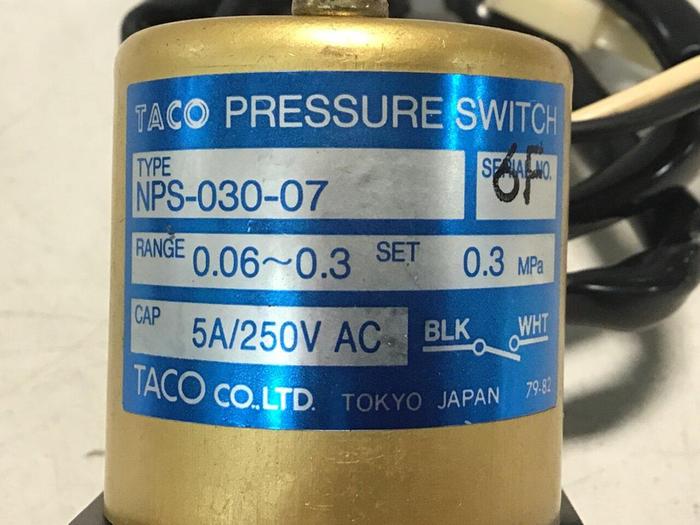 TACO PRESSURE SWITCH
TYPE
NPS-030-07
SERIAL NO.
6F
RANGE 0.06~0.3 SET 0.3 MPa
CAP 5A/250V AC
BLK WHT
TACO CO.,LTD. TOKYO JAPAN 79-82